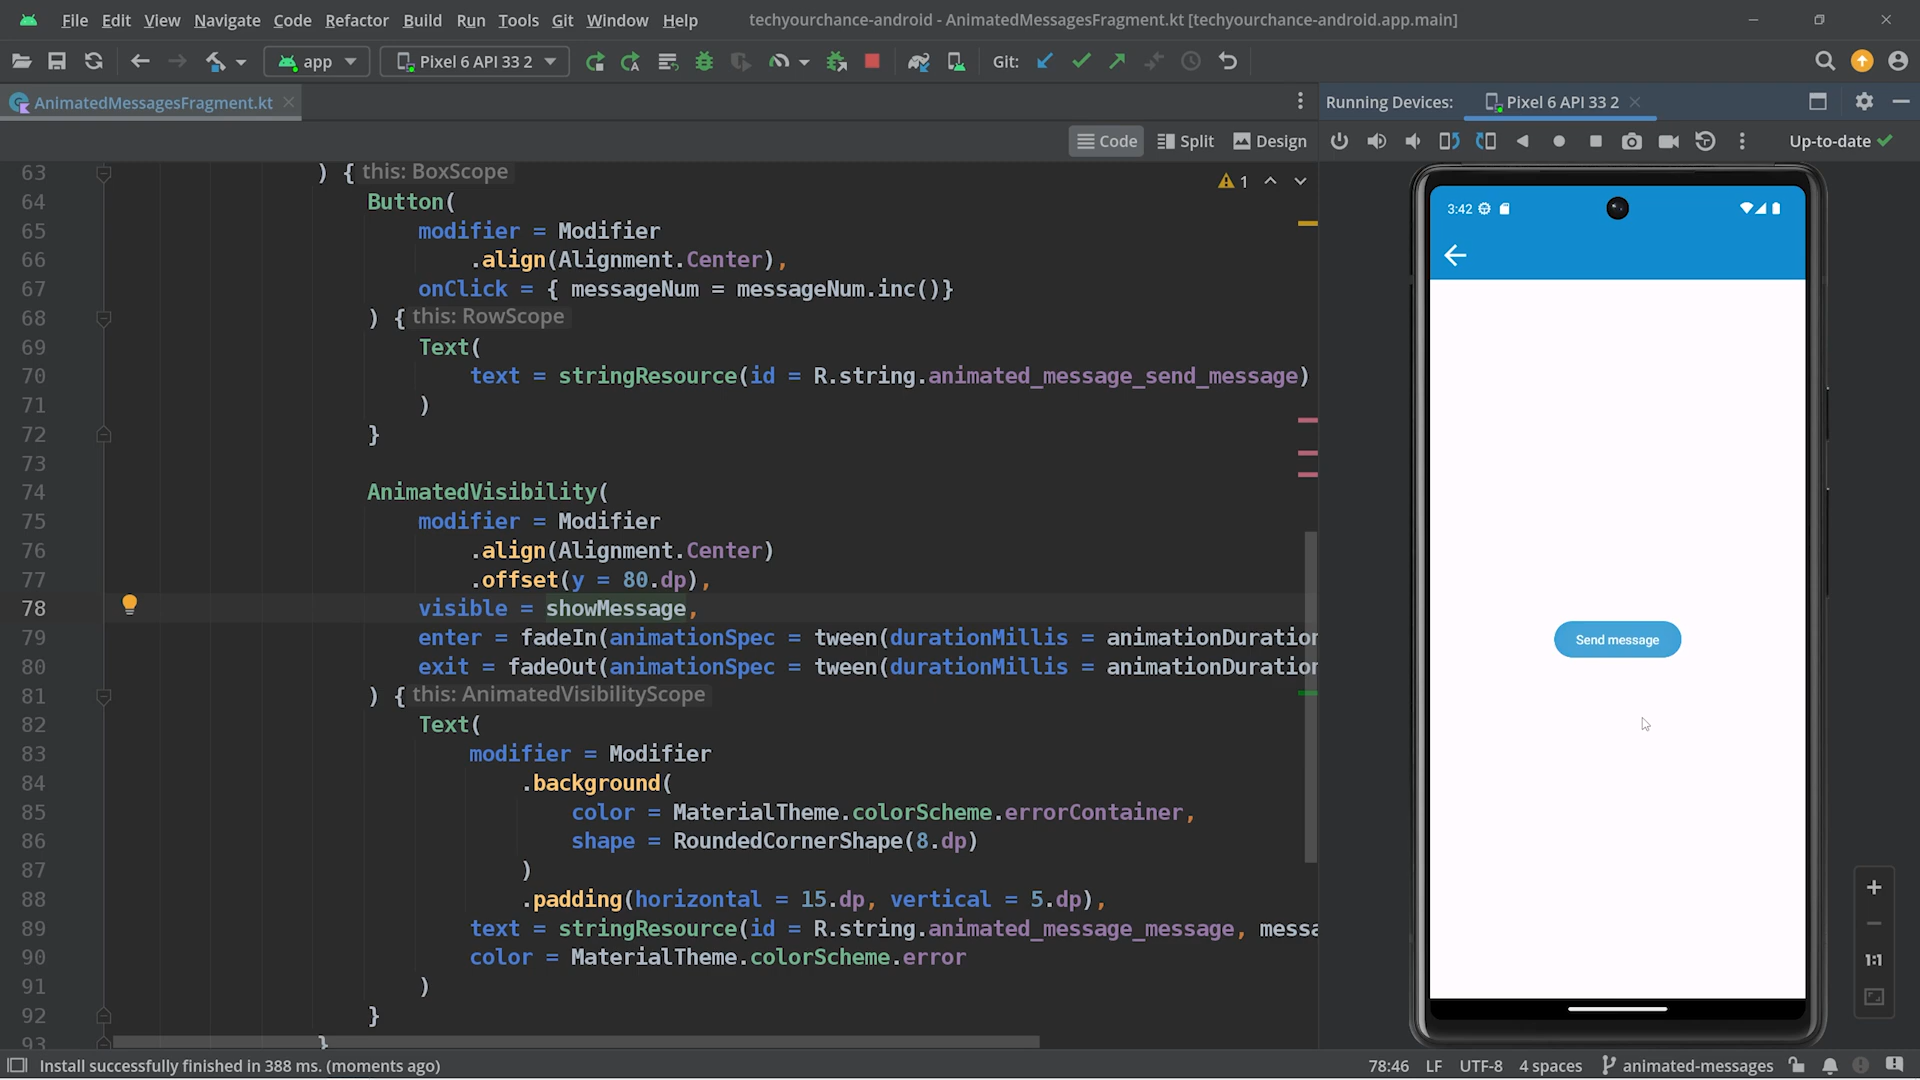 File Edit View Navigate Code Refactor Build Run Tools Git Window Help techyourchance-android - AnimatedMessagesFragment.kt [techyourchance-android.app.main]
app Pixel 6 API 33 2 Git:
AnimatedMessagesFragment.kt Running Devices: Pixel 6 API 33 2
Code Split Design Up-to-date
63 ) { this: BoxScope
1
64 Button(
65 modifier = Modifier
66 .align(Alignment.Center),
67 onClick = { messageNum = messageNum.inc()}
68 ) { this: RowScope
69 Text(
70 text = stringResource(id = R.string.animated_message_send_message)
71 )
72 }
73
74 AnimatedVisibility(
75 modifier = Modifier
76 .align(Alignment.Center)
77 .offset(y = 80.dp),
78 visible = showMessage,
79 enter = fadeIn(animationSpec = tween(durationMillis = animationDuration
80 exit = fadeOut(animationSpec = tween(durationMillis = animationDuration
81 ) { this: AnimatedVisibilityScope
82 Text(
83 modifier = Modifier
84 .background(
85 color = MaterialTheme.colorScheme.errorContainer,
86 shape = RoundedCornerShape(8.dp)
87 )
88 .padding(horizontal = 15.dp, vertical = 5.dp),
89 text = stringResource(id = R.string.animated_message_message, messa
90 color = MaterialTheme.colorScheme.error
91 )
92 }
93 }
3:42
Send message
1:1
Install successfully finished in 388 ms. (moments ago) 78:46 LF UTF-8 4 spaces animated-messages